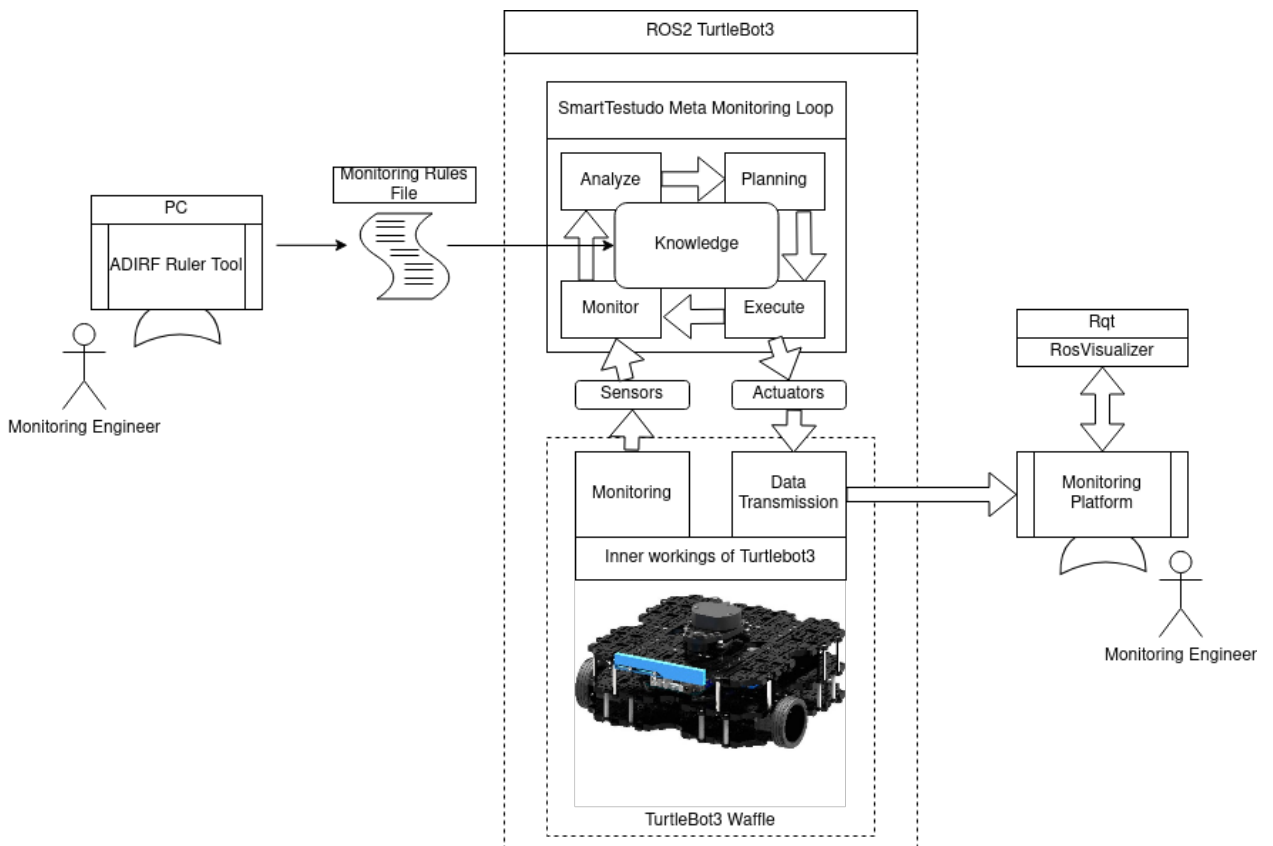 ROS2 TurtleBot3
SmartTestudo Meta Monitoring Loop
Monitoring Rules
File
Analyze
Planning
PC
ADIRF Ruler Tool
Knowledge
Monitor
Execute
Rqt
RosVisualizer
Sensors
Actuators
Monitoring Engineer
Monitoring
Data
Transmission
Monitoring
Platform
Inner workings of Turtlebot3
Monitoring Engineer
TurtleBot3 Waffle